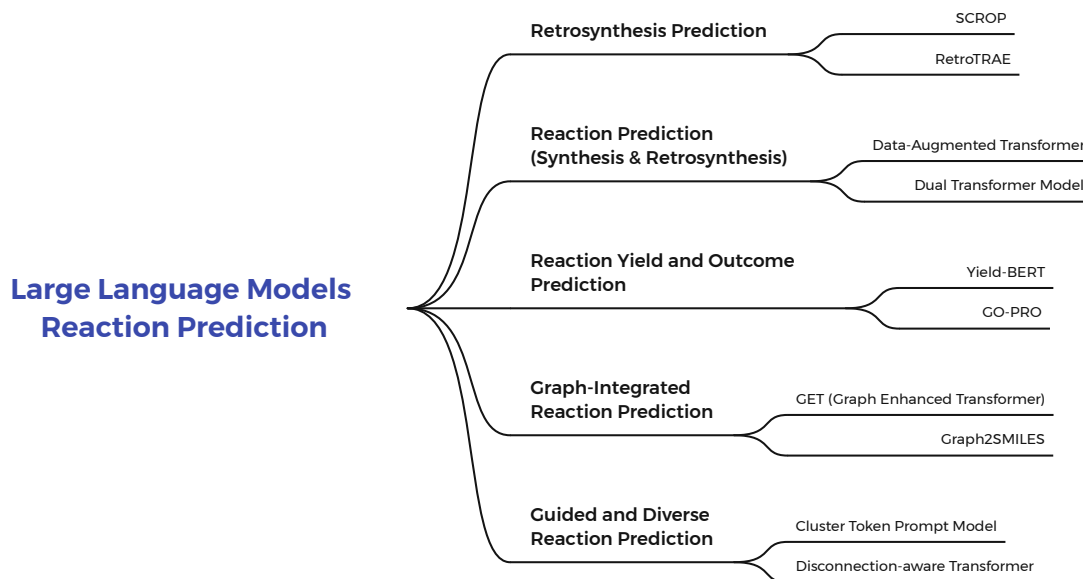 Large Language Models
Reaction Prediction
Retrosynthesis Prediction
SCROP
RetroTRAE
Reaction Prediction
(Synthesis & Retrosynthesis)
Data-Augmented Transformer
Dual Transformer Model
Reaction Yield and Outcome
Prediction
Yield-BERT
GO-PRO
Graph-Integrated
Reaction Prediction
GET (Graph Enhanced Transformer)
Graph2SMILES
Guided and Diverse
Reaction Prediction
Cluster Token Prompt Model
Disconnection-aware Transformer